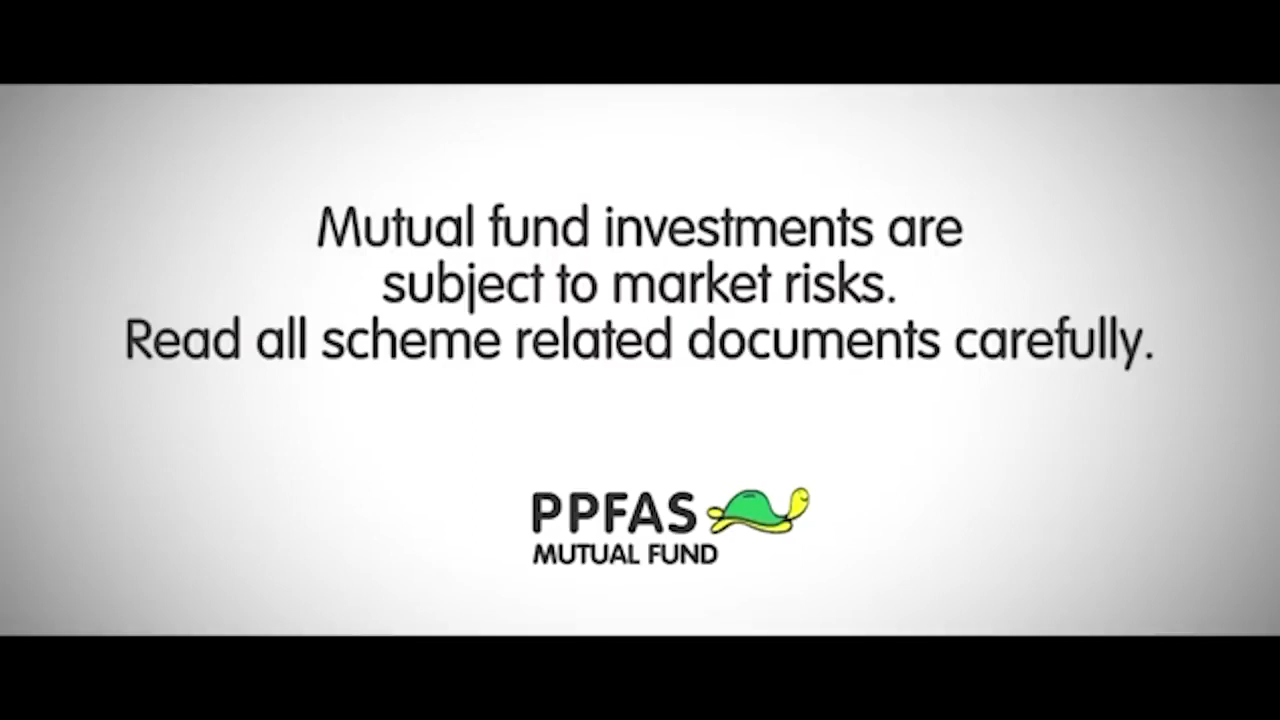 Mutual fund investments are
subject to market risks.
Read all scheme related documents carefully.
PPFAS
MUTUAL FUND